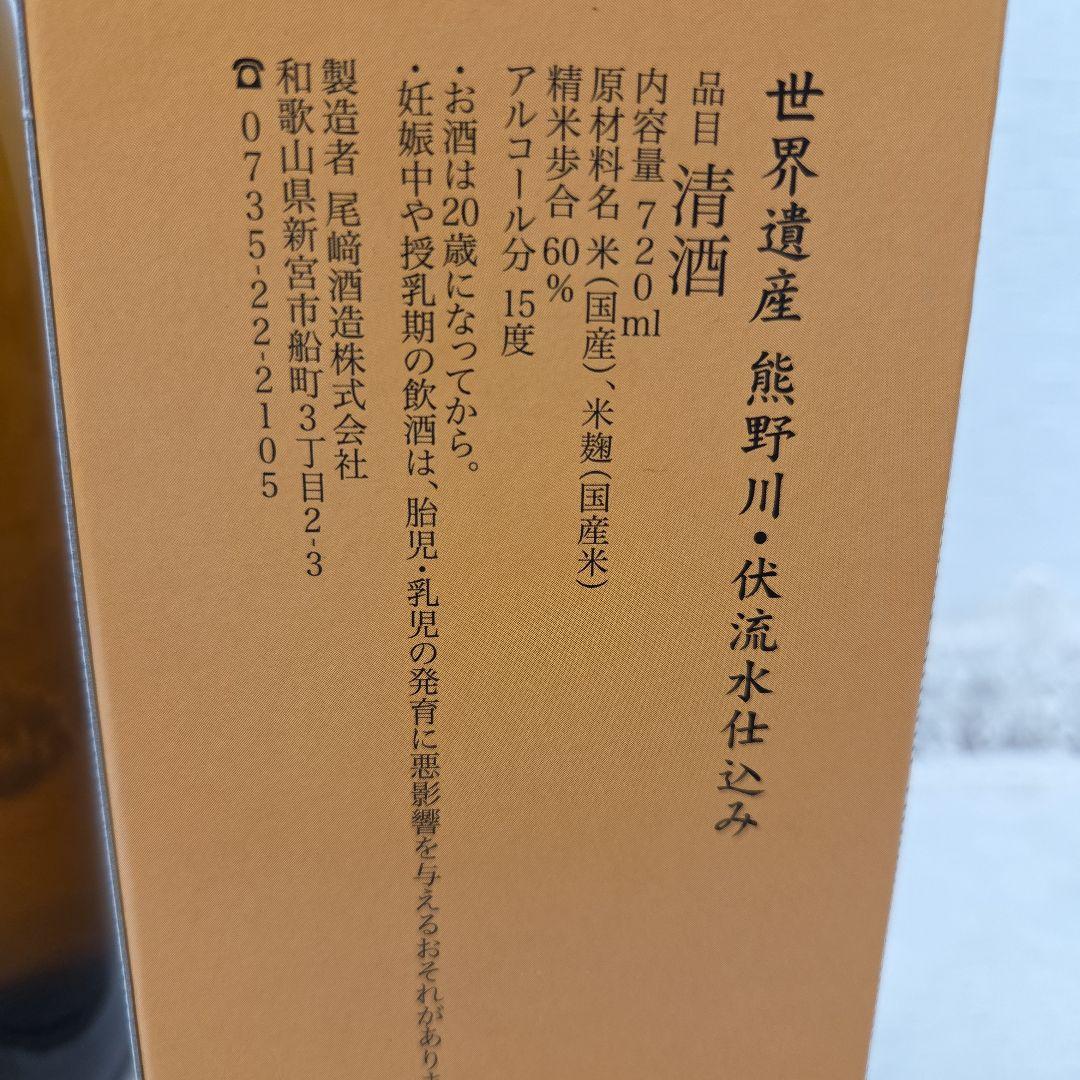 世界遺産 熊野川・伏流水仕込み
品目 清酒
内容量 720ml
原材料名 米(国産)、米麹(国産米)
精米歩合 60%
アルコール分 15度
・お酒は20歳になってから。
・妊娠中や授乳期の飲酒は、胎児・乳児の発育に悪影響を与えるおそれがありま
製造者 尾﨑酒造株式会社
和歌山県新宮市船町3丁目2-3
☎0735-22-2105